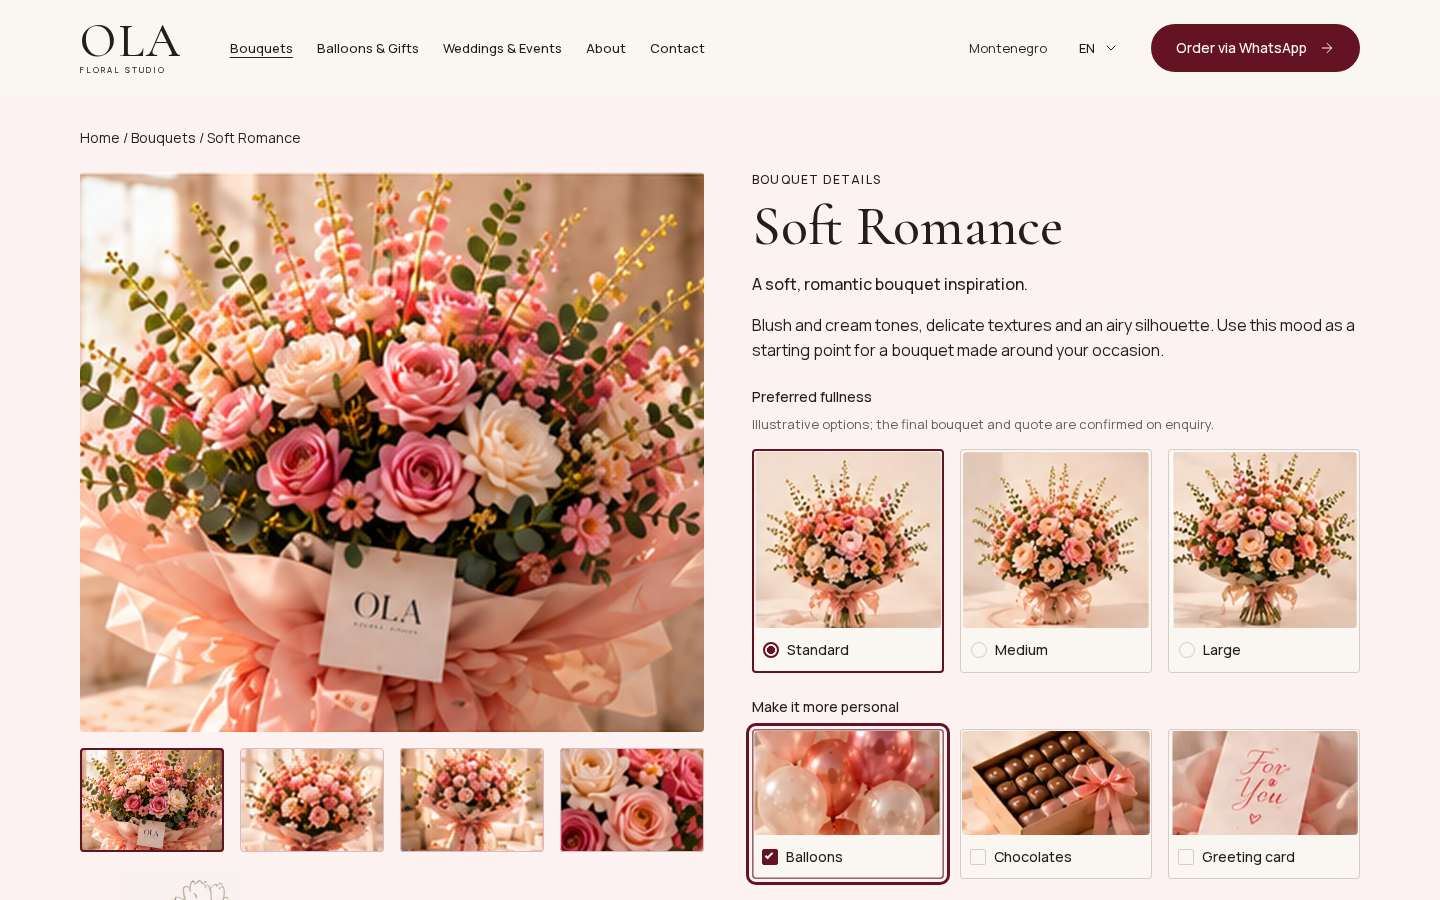 OLA
FLORAL STUDIO
Bouquets
Balloons & Gifts
Weddings & Events
About
Contact
Montenegro
EN
Order via WhatsApp
Home / Bouquets / Soft Romance
BOUQUET DETAILS
Soft Romance
A soft, romantic bouquet inspiration.
Blush and cream tones, delicate textures and an airy silhouette. Use this mood as a
starting point for a bouquet made around your occasion.
Preferred fullness
Illustrative options; the final bouquet and quote are confirmed on enquiry.
Standard
Medium
Large
Make it more personal
For
You
Balloons
Chocolates
Greeting card
OLA
OLA